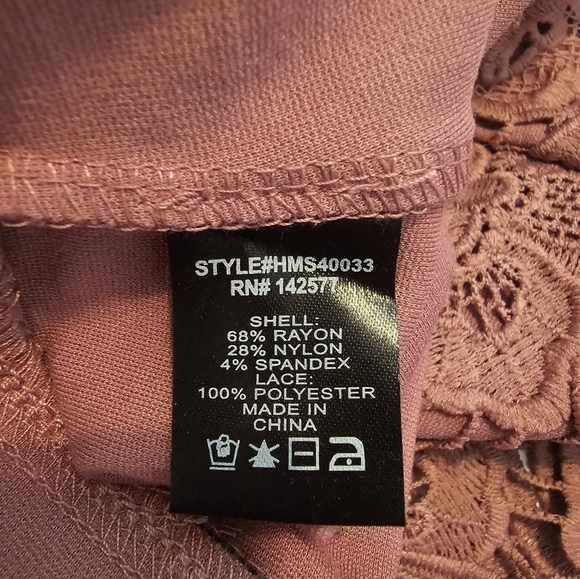 STYLE#HMS40033
RN# 142577
SHELL:
68% RAYON
28% NYLON
4% SPANDEX
LACE:
100% POLYESTER
MADE IN
CHINA